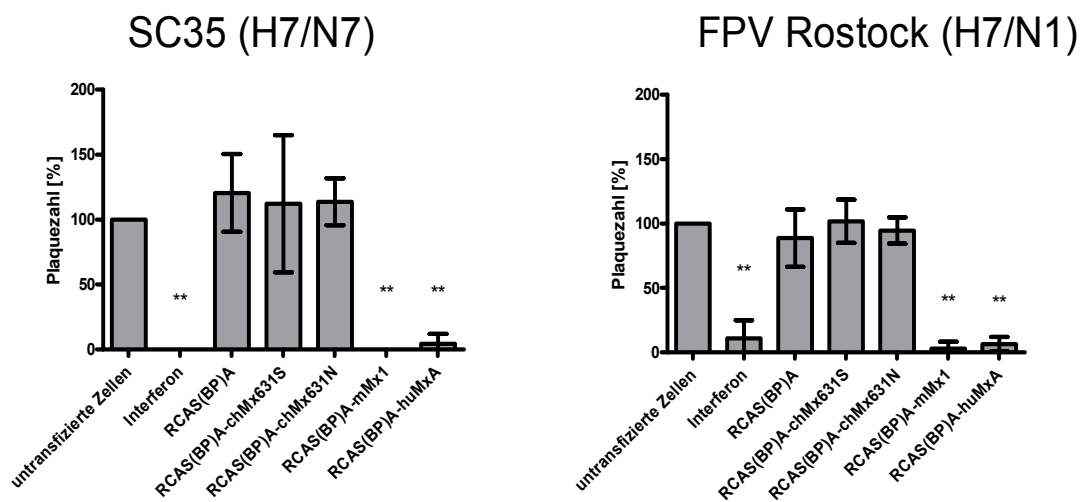 SC35 (H7/N7)
200
150
100
50
0
Plaquezahl [%]
**
**
**
untransfizierte Zellen
Interferon
RCAS(BP)A
RCAS(BP)A-chMx631S
RCAS(BP)A-chMx631N
RCAS(BP)A-mMx1
RCAS(BP)A-huMxA
FPV Rostock (H7/N1)
200
150
100
50
0
Plaquezahl [%]
**
**
**
untransfizierte Zellen
Interferon
RCAS(BP)A
RCAS(BP)A-chMx631S
RCAS(BP)A-chMx631N
RCAS(BP)A-mMx1
RCAS(BP)A-huMxA